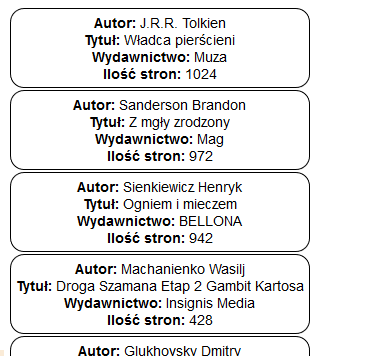 Autor: J.R.R. Tolkien
Tytuł: Władca pierścieni
Wydawnictwo: Muza
Ilość stron: 1024
Autor: Sanderson Brandon
Tytuł: Z mgły zrodzony
Wydawnictwo: Mag
Ilość stron: 972
Autor: Sienkiewicz Henryk
Tytuł: Ogniem i mieczem
Wydawnictwo: BELLONA
Ilość stron: 942
Autor: Machanienko Wasilj
Tytuł: Droga Szamana Etap 2 Gambit Kartosa
Wydawnictwo: Insignis Media
Ilość stron: 428
Autor: Glukhovsky Dmitry